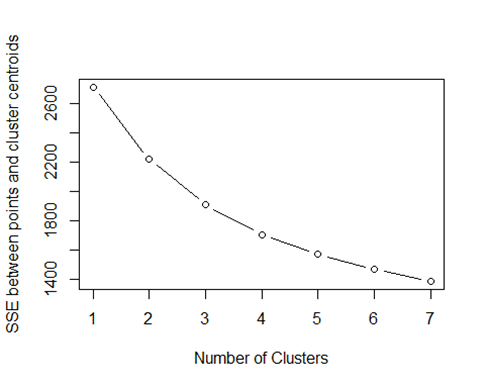 SSE between points and cluster centroids
2600
2200
1800
1400
1 2 3 4 5 6 7
Number of Clusters